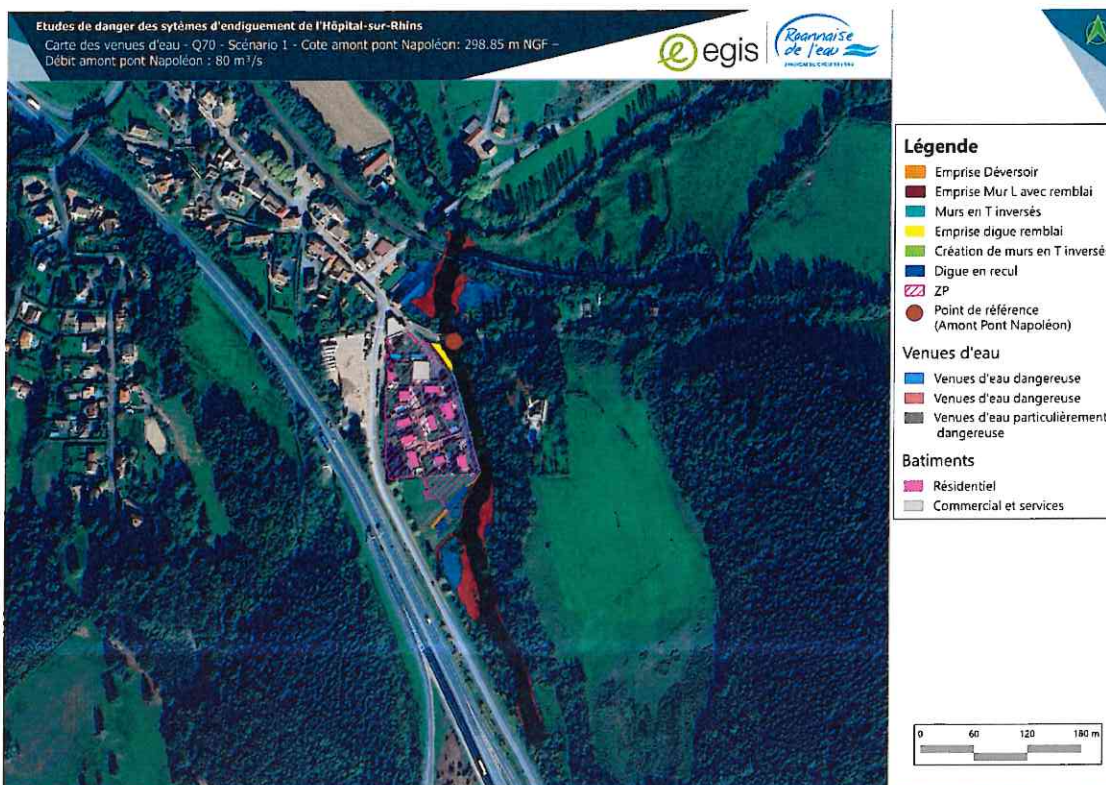 Etudes de danger des sytèmes d'endiguement de l'Hôpital-sur-Rhins
Carte des venues d'eau - Q70 - Scénario 1 - Cote amont pont Napoléon: 298.85 m NGF –
Débit amont pont Napoléon : 80 m³/s
egis
Roannaise
de l'eau
Légende
Emprise Déversoir
Emprise Mur L avec remblai
Murs en T inversés
Emprise digue remblai
Création de murs en T inversé
Digue en recul
ZP
Point de référence
(Amont Pont Napoléon)
Venues d'eau
Venues d'eau dangereuse
Venues d'eau dangereuse
Venues d'eau particulièrement
dangereuse
Batiments
Résidentiel
Commercial et services
0 60 120 180 m